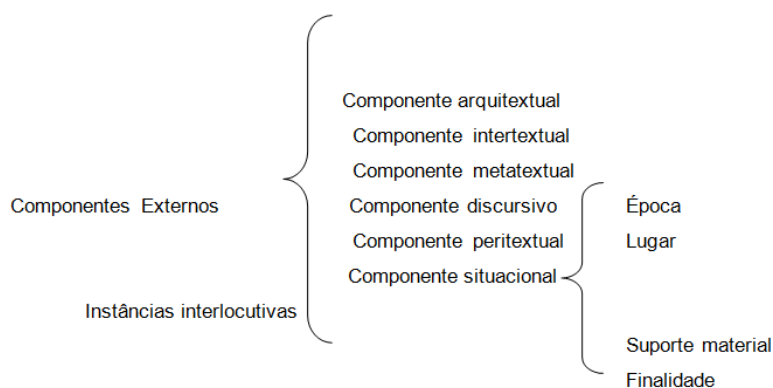 Componente arquitextual
Componente intertextual
Componente metatextual
Componentes Externos
Componente discursivo
Época
Componente peritextual
Lugar
Componente situacional
Instâncias interlocutivas
Suporte material
Finalidade